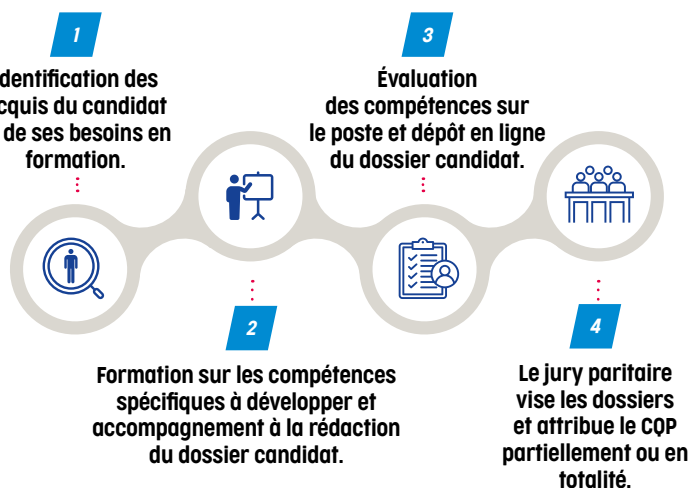 1
dentification des
cquis du candidat
de ses besoins en
formation.
2
Formation sur les compétences
spécifiques à développer et
accompagnement à la rédaction
du dossier candidat.
3
Évaluation
des compétences sur
le poste et dépôt en ligne
du dossier candidat.
4
Le jury paritaire
vise les dossiers
et attribue le CQP
partiellement ou en
totalité.